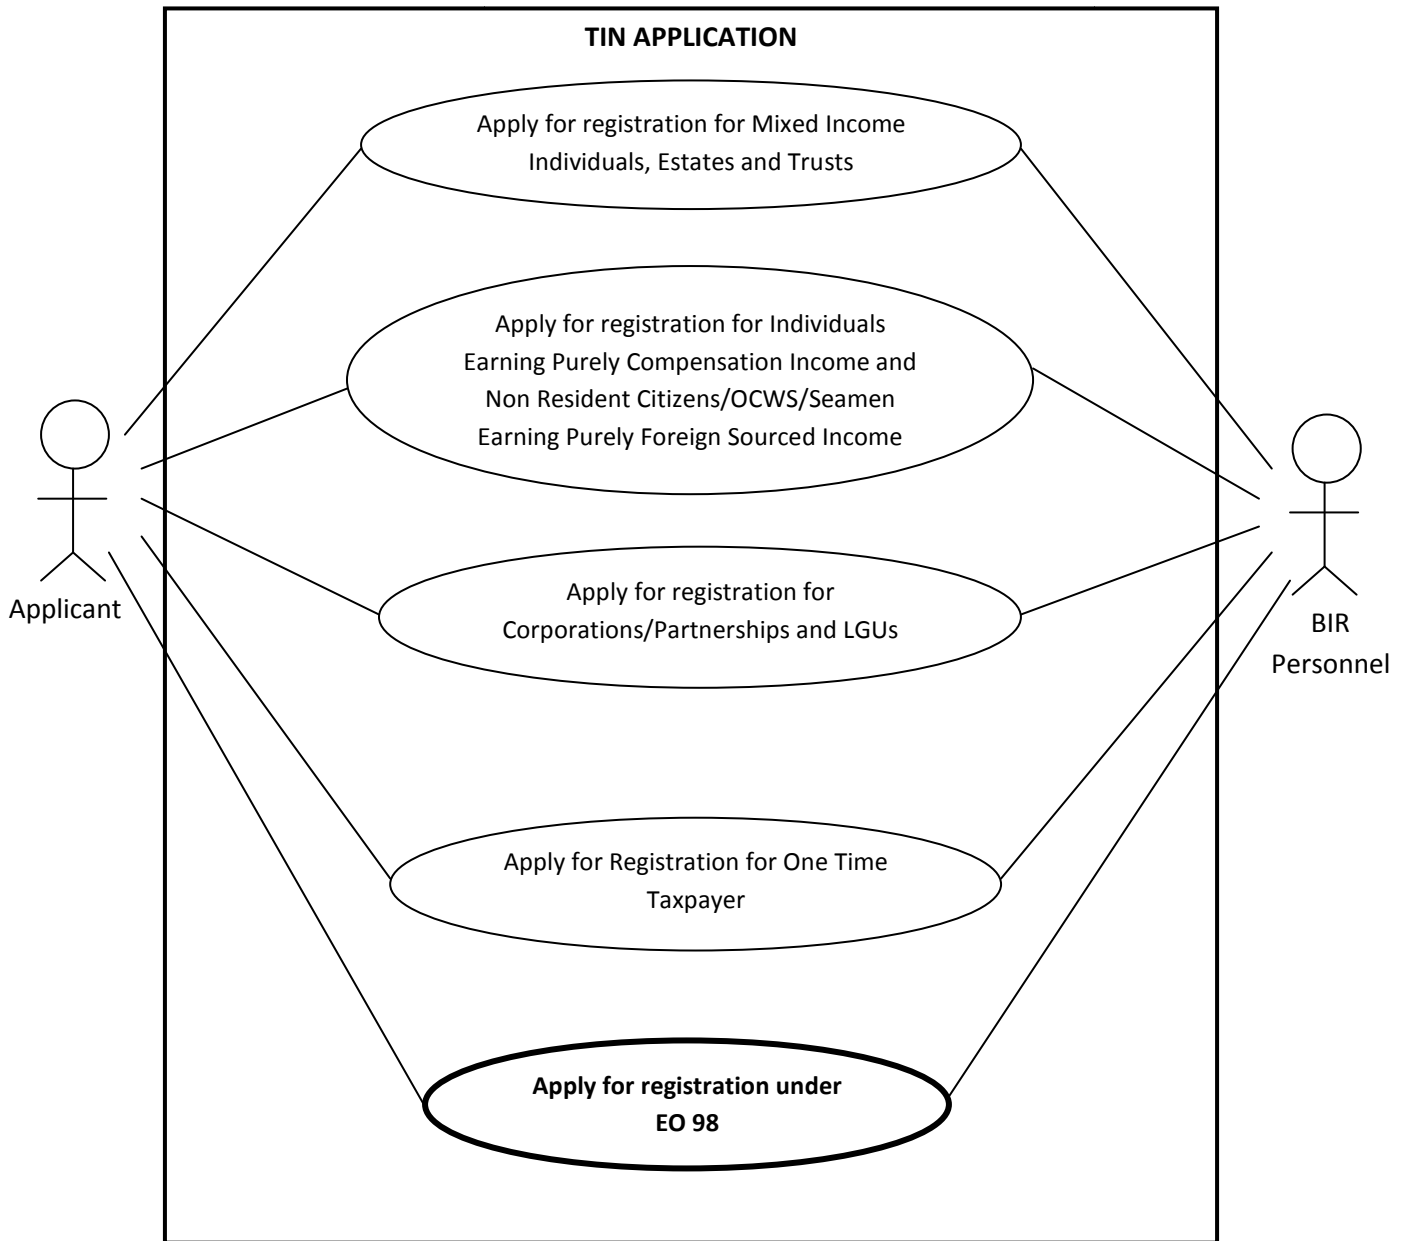 TIN APPLICATION
Apply for registration for Mixed Income
Individuals, Estates and Trusts
Apply for registration for Individuals
Earning Purely Compensation Income and
Non Resident Citizens/OCWS/Seamen
Earning Purely Foreign Sourced Income
Applicant
Apply for registration for
Corporations/Partnerships and LGUs
BIR
Personnel
Apply for Registration for One Time
Taxpayer
Apply for registration under
EO 98